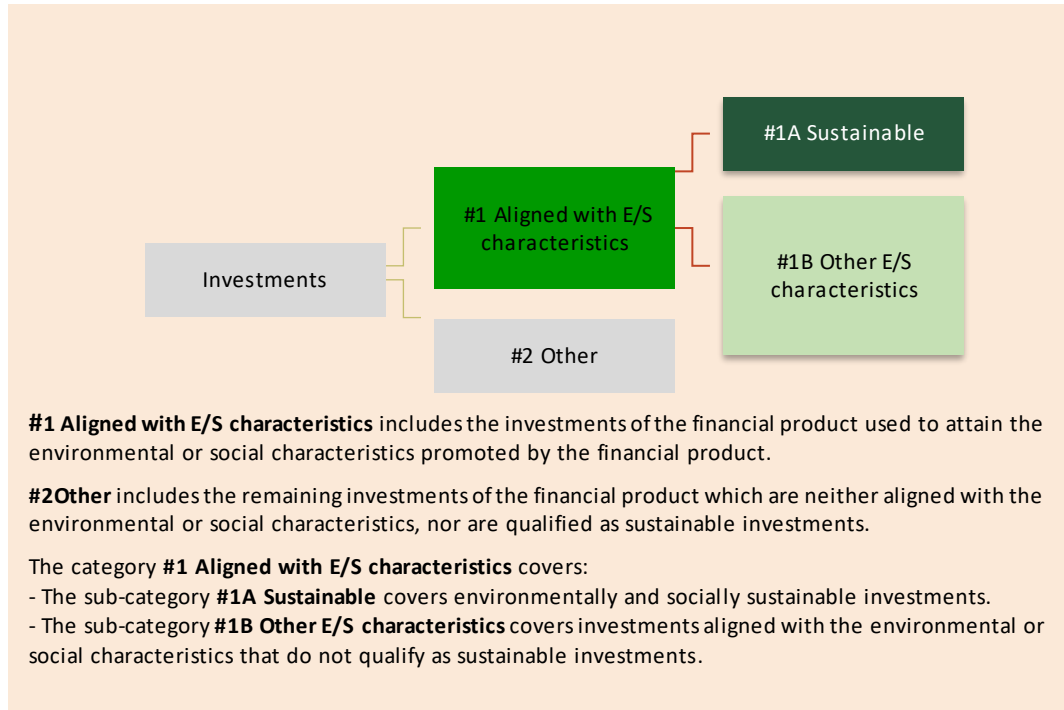 #1A Sustainable
#1 Aligned with E/S
characteristics
#1B Other E/S
characteristics
Investments
#2 Other
#1 Aligned with E/S characteristics includes the investments of the financial product used to attain the
environmental or social characteristics promoted by the financial product.
#2Other includes the remaining investments of the financial product which are neither aligned with the
environmental or social characteristics, nor are qualified as sustainable investments.
The category #1 Aligned with E/S characteristics covers:
- The sub-category #1A Sustainable covers environmentally and socially sustainable investments.
- The sub-category #1B Other E/S characteristics covers investments aligned with the environmental or
social characteristics that do not qualify as sustainable investments.